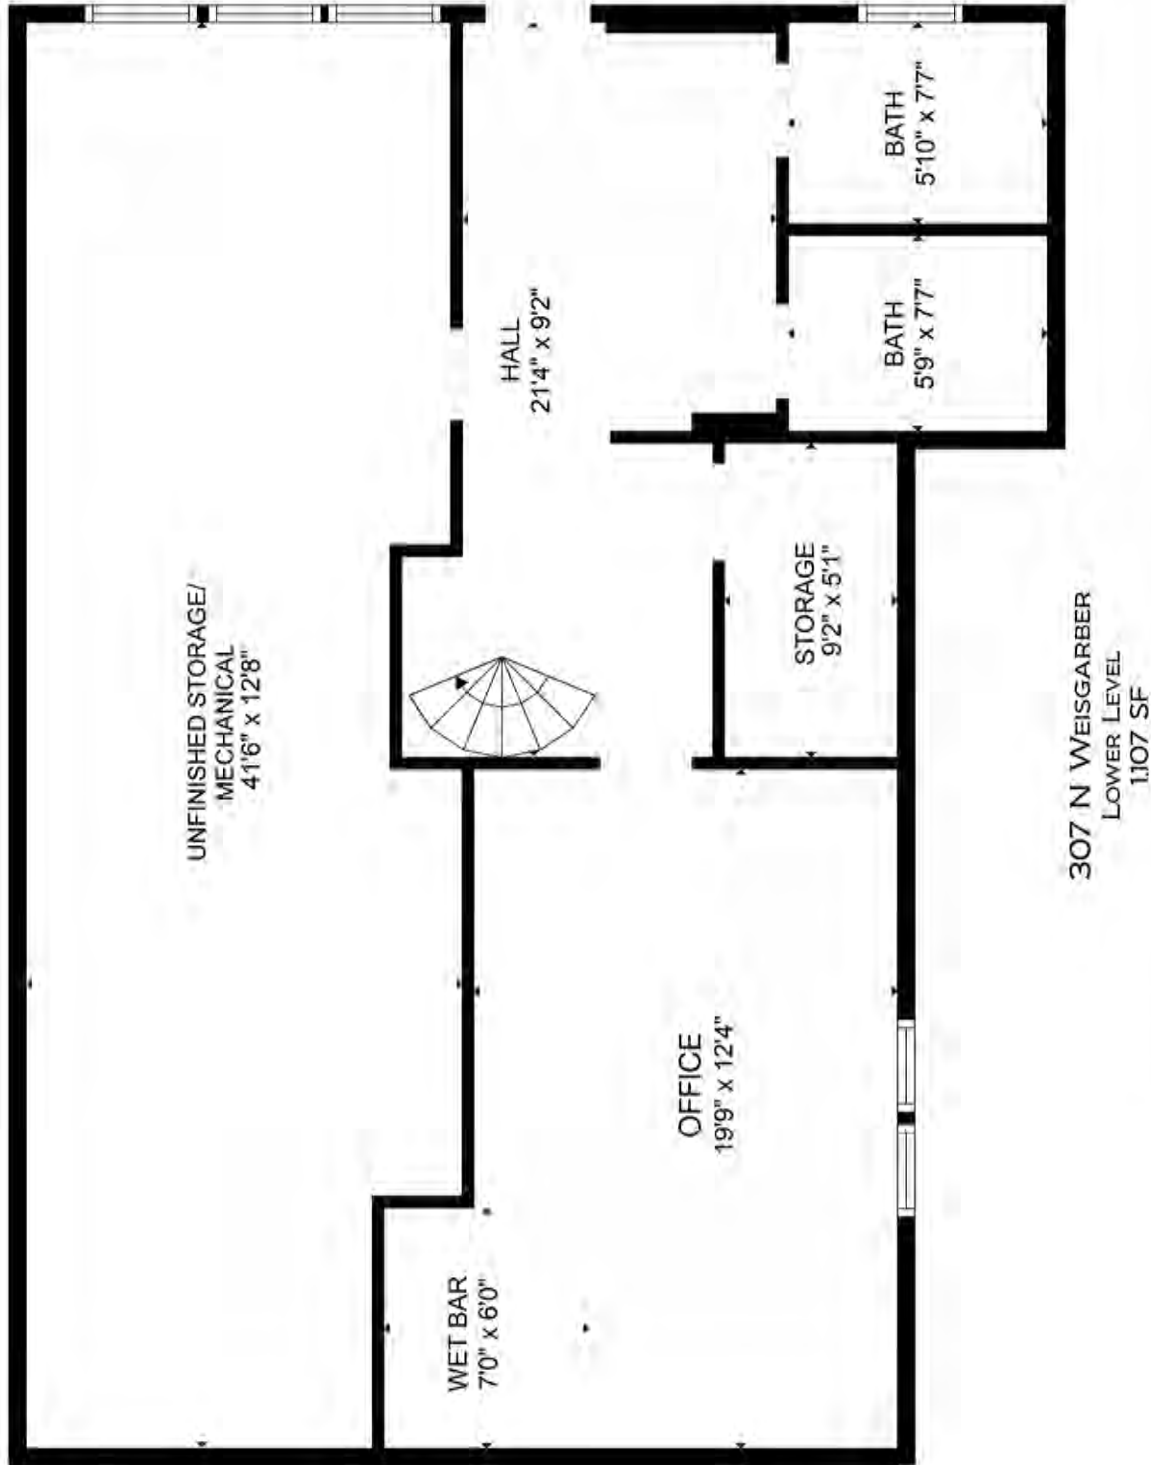 UNFINISHED STORAGE/
MECHANICAL
41'6" x 12'8"
WET BAR
7'0" x 6'0"
HALL
21'4" x 9'2"
OFFICE
19'9" x 12'4"
STORAGE
9'2" x 5'1"
BATH
5'9" x 7'7"
BATH
5'10" x 7'7"
307 N WEISGARBER
LOWER LEVEL
1,107 SF